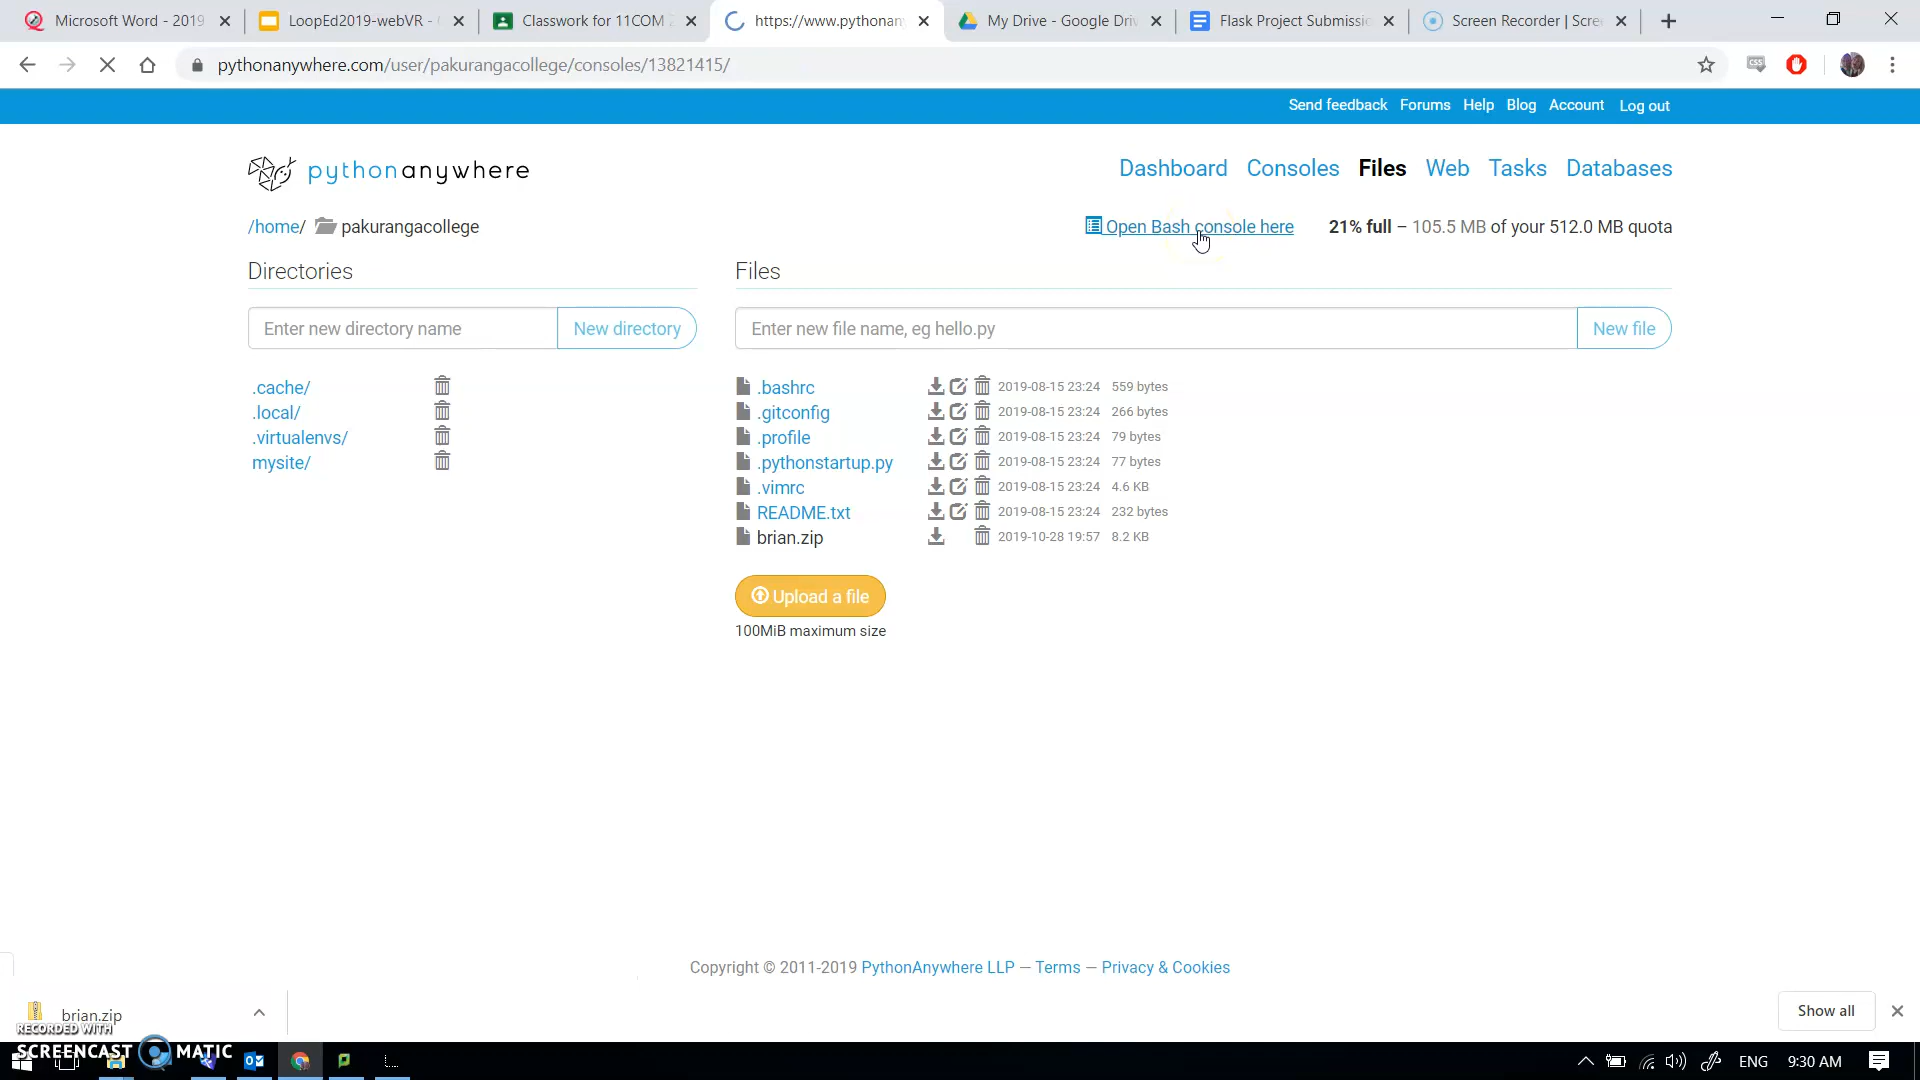 Microsoft Word - 2019
LoopEd2019-webVR -
Classwork for 11COM
https://www.pythonan
My Drive - Google Driv
Flask Project Submissi
Screen Recorder | Scre
pythonanywhere.com/user/pakurangacollege/consoles/13821415/
CSS
Send feedback Forums Help Blog Account Log out
pythonanywhere
Dashboard Consoles Files Web Tasks Databases
/home/ pakurangacollege
Open Bash console here
21% full – 105.5 MB of your 512.0 MB quota
Directories
Files
Enter new directory name New directory
Enter new file name, eg hello.py New file
.cache/
.local/
.virtualenvs/
mysite/
.bashrc 2019-08-15 23:24 559 bytes
.gitconfig 2019-08-15 23:24 266 bytes
.profile 2019-08-15 23:24 79 bytes
.pythonstartup.py 2019-08-15 23:24 77 bytes
.vimrc 2019-08-15 23:24 4.6 KB
README.txt 2019-08-15 23:24 232 bytes
brian.zip 2019-10-28 19:57 8.2 KB
Upload a file
100MiB maximum size
Copyright © 2011-2019 PythonAnywhere LLP — Terms — Privacy & Cookies
brian.zip
Show all
RECORDED WITH
SCREENCAST MATIC
ENG 9:30 AM